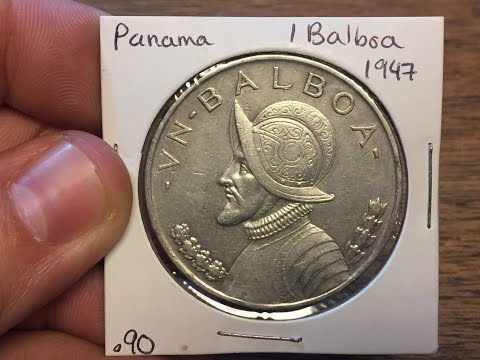 Panama 1 Balboa
1947
·VN·BALBOA·
.90